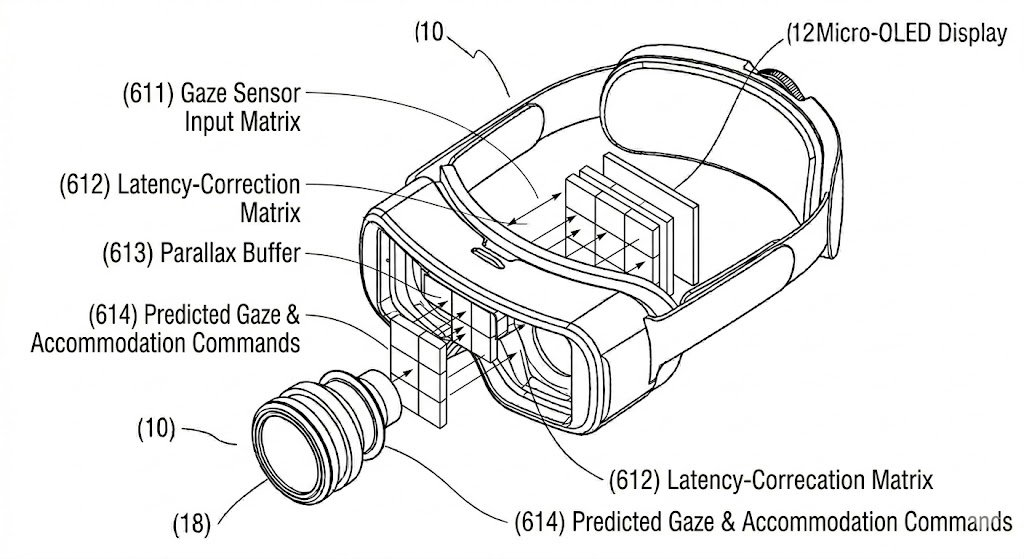 (10
(12Micro-OLED Display
(611) Gaze Sensor
Input Matrix
(612) Latency-Correction
Matrix
(613) Parallax Buffer
(614) Predicted Gaze &
Accommodation Commands
(10)
(18)
(612) Latency-Correcation Matrix
(614) Predicted Gaze & Accommodation Commands